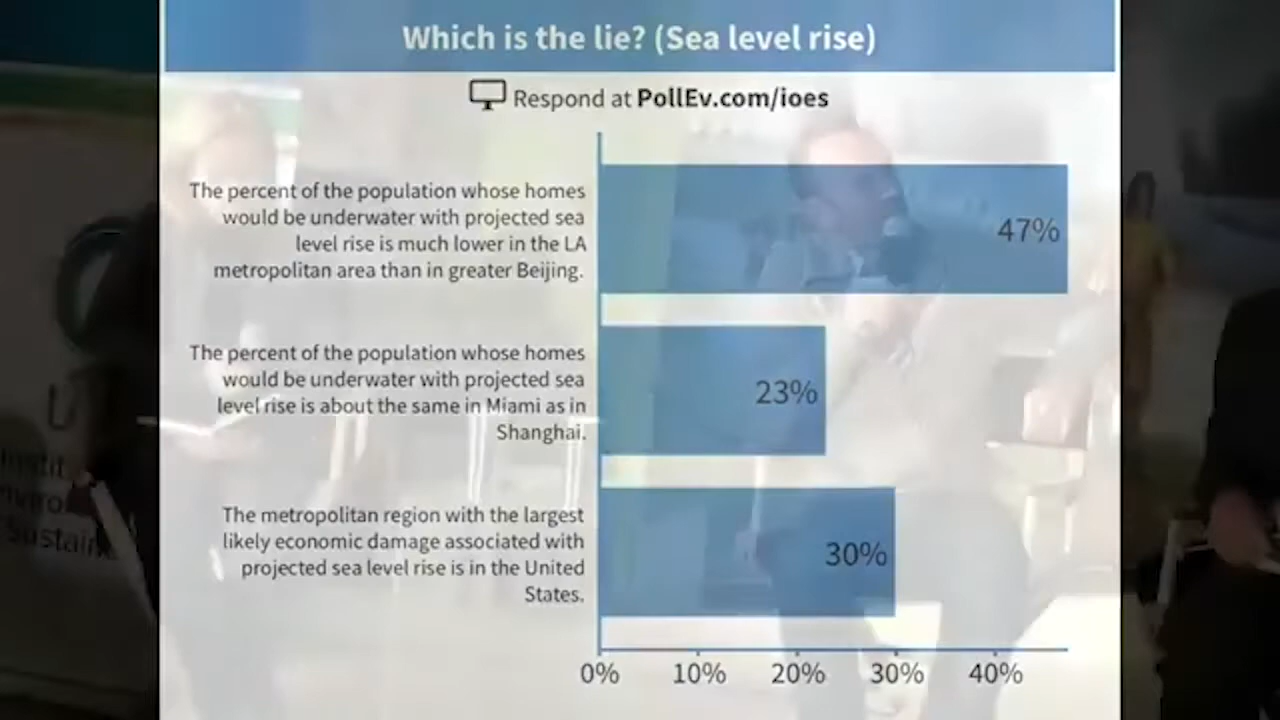 Which is the lie? (Sea level rise)
Respond at PollEv.com/ioes
The percent of the population whose homes
would be underwater with projected sea
level rise is much lower in the LA
metropolitan area than in greater Beijing.
47%
The percent of the population whose homes
would be underwater with projected sea
level rise is about the same in Miami as in
Shanghai.
23%
The metropolitan region with the largest
likely economic damage associated with
projected sea level rise is in the United
States.
30%
0% 10% 20% 30% 40%